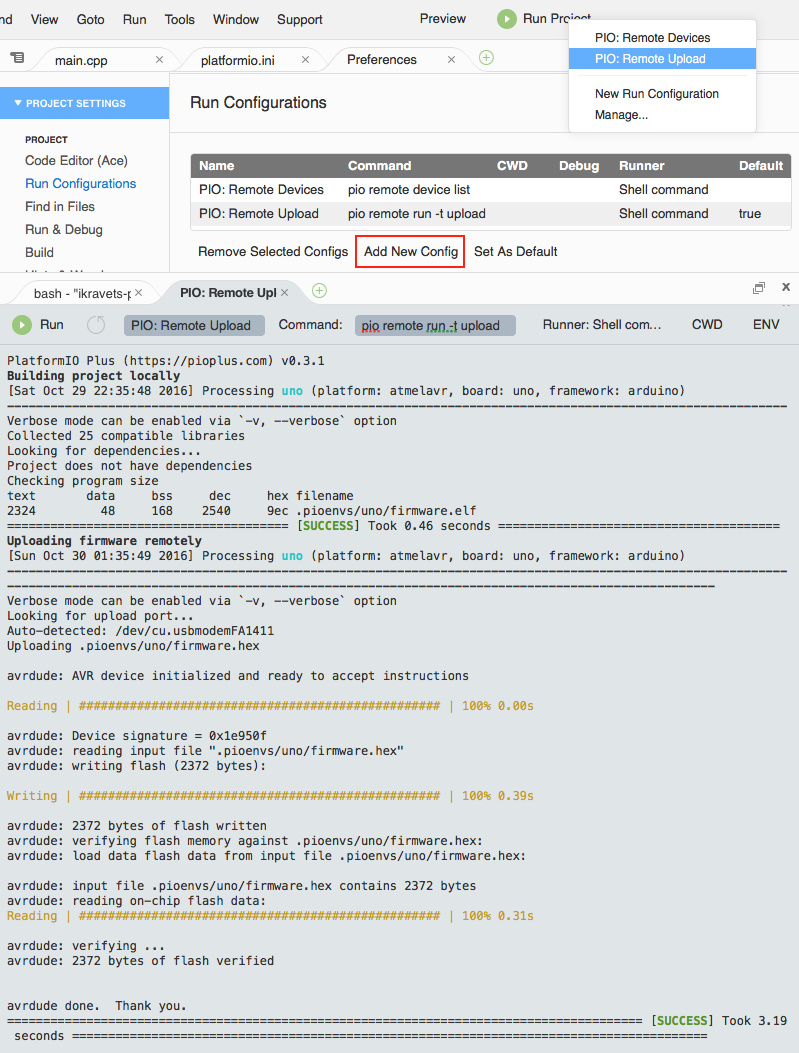 nd View Goto Run Tools Window Support Preview Run Project
PIO: Remote Devices
PIO: Remote Upload
New Run Configuration
Manage...
main.cpp × platformio.ini × Preferences ×
PROJECT SETTINGS
PROJECT
Code Editor (Ace)
Run Configurations
Find in Files
Run & Debug
Build
Run Configurations
Name Command CWD Debug Runner Default
PIO: Remote Devices pio remote device list Shell command
PIO: Remote Upload pio remote run -t upload Shell command true
Remove Selected Configs Add New Config Set As Default
bash - "ikravets-p × PIO: Remote Upl ×
Run PIO: Remote Upload Command: pio remote run -t upload Runner: Shell com... CWD ENV
PlatformIO Plus (https://pioplus.com) v0.3.1
Building project locally
[Sat Oct 29 22:35:48 2016] Processing uno (platform: atmelavr, board: uno, framework: arduino)
Verbose mode can be enabled via `-v, --verbose` option
Collected 25 compatible libraries
Looking for dependencies...
Project does not have dependencies
Checking program size
text data bss dec hex filename
2324 48 168 2540 9ec .pioenvs/uno/firmware.elf
======================================= [SUCCESS] Took 0.46 seconds =======================================
Uploading firmware remotely
[Sun Oct 30 01:35:49 2016] Processing uno (platform: atmelavr, board: uno, framework: arduino)
Verbose mode can be enabled via `-v, --verbose` option
Looking for upload port...
Auto-detected: /dev/cu.usbmodemFA1411
Uploading .pioenvs/uno/firmware.hex
avrdude: AVR device initialized and ready to accept instructions
Reading | ################################################## | 100% 0.00s
avrdude: Device signature = 0x1e950f
avrdude: reading input file ".pioenvs/uno/firmware.hex"
avrdude: writing flash (2372 bytes):
Writing | ################################################## | 100% 0.39s
avrdude: 2372 bytes of flash written
avrdude: verifying flash memory against .pioenvs/uno/firmware.hex:
avrdude: load data flash data from input file .pioenvs/uno/firmware.hex:
avrdude: input file .pioenvs/uno/firmware.hex contains 2372 bytes
avrdude: reading on-chip flash data:
Reading | ################################################## | 100% 0.31s
avrdude: verifying ...
avrdude: 2372 bytes of flash verified
avrdude done.  Thank you.
======================================================================================== [SUCCESS] Took 3.19
seconds ========================================================================================